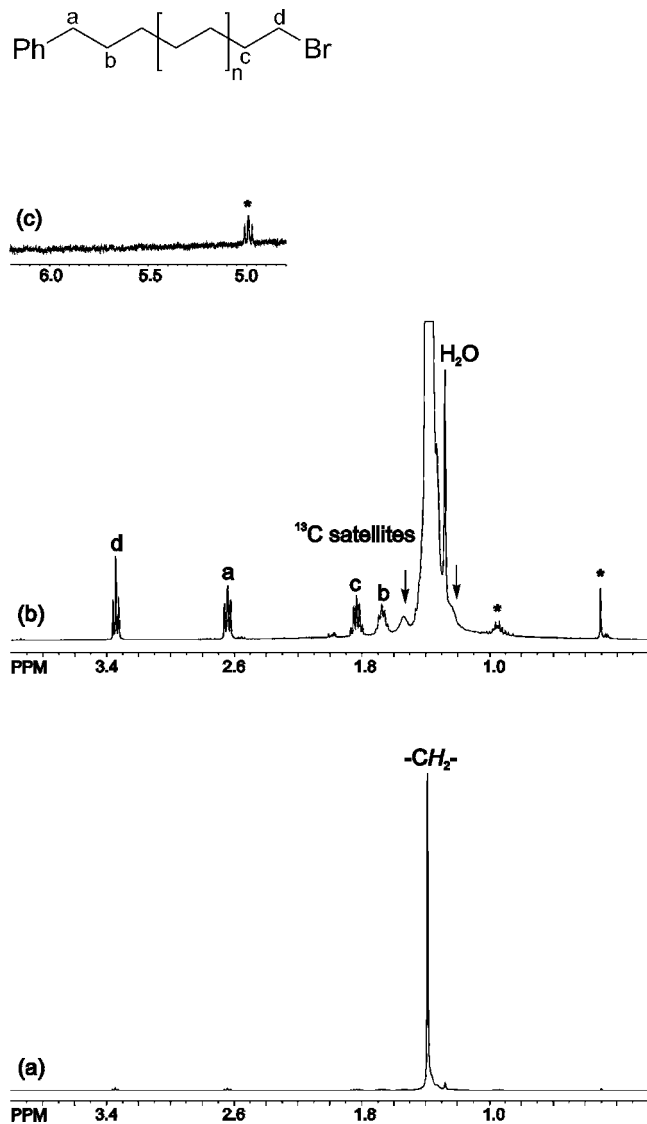 a d
Ph b c n Br
*
(c)
6.0 5.5 5.0
H₂O
¹³C satellites
d a c b * *
(b)
PPM 3.4 2.6 1.8 1.0
-CH₂-
(a)
PPM 3.4 2.6 1.8 1.0